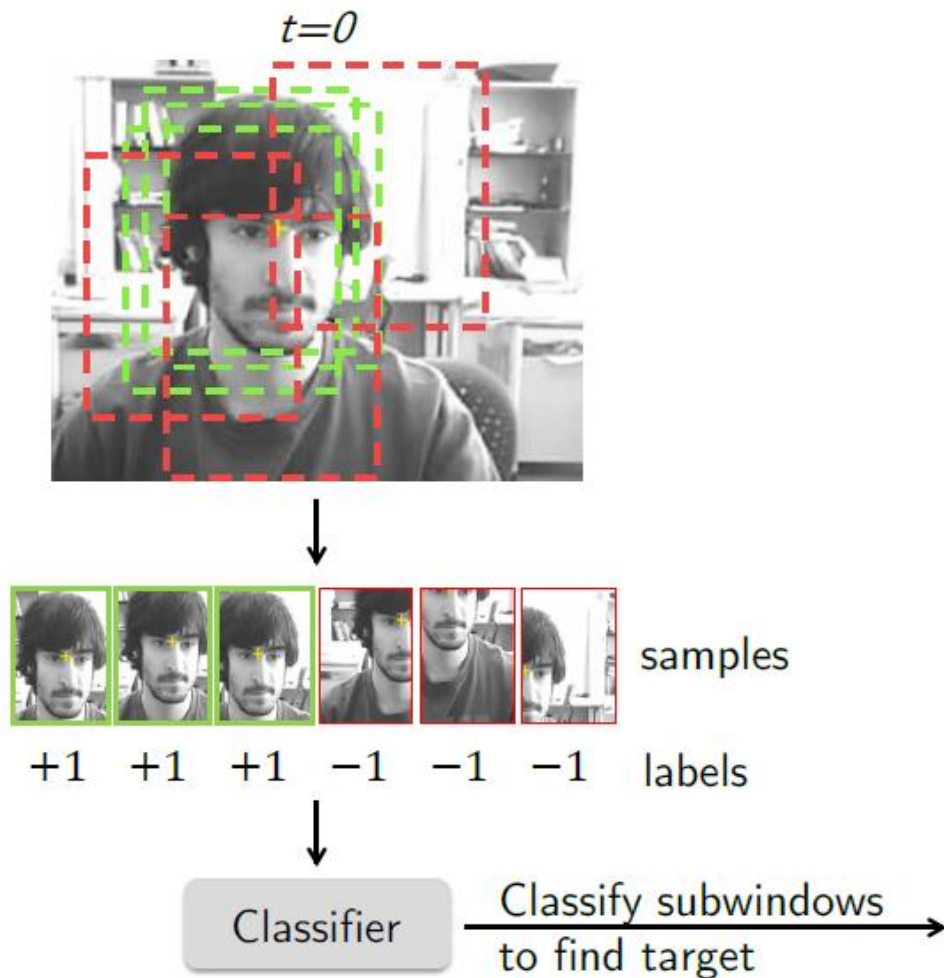 t=0
samples
+1 +1 +1 −1 −1 −1 labels
Classifier
Classify subwindows
to find target